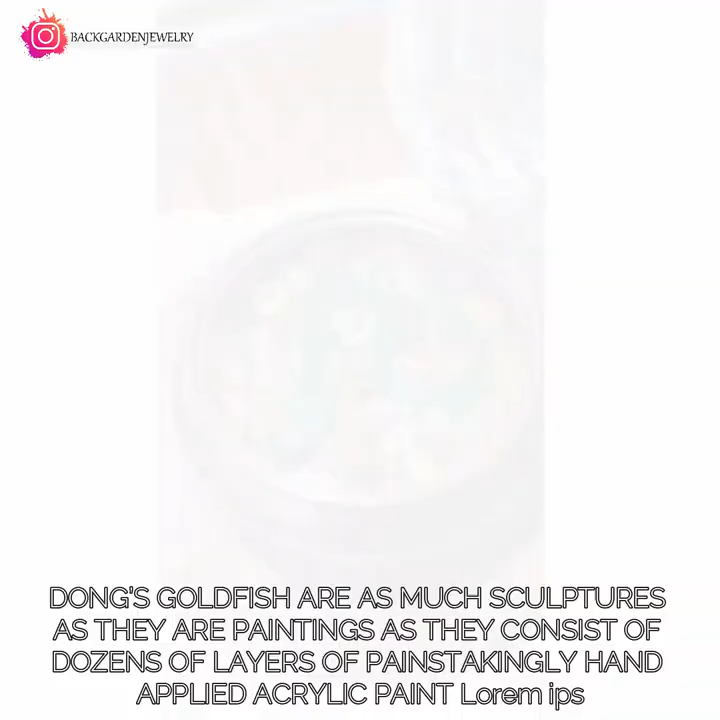 BACKGARDENJEWELRY
DONG'S GOLDFISH ARE AS MUCH SCULPTURES
AS THEY ARE PAINTINGS AS THEY CONSIST OF
DOZENS OF LAYERS OF PAINSTAKINGLY HAND
APPLIED ACRYLIC PAINT Lorem ips